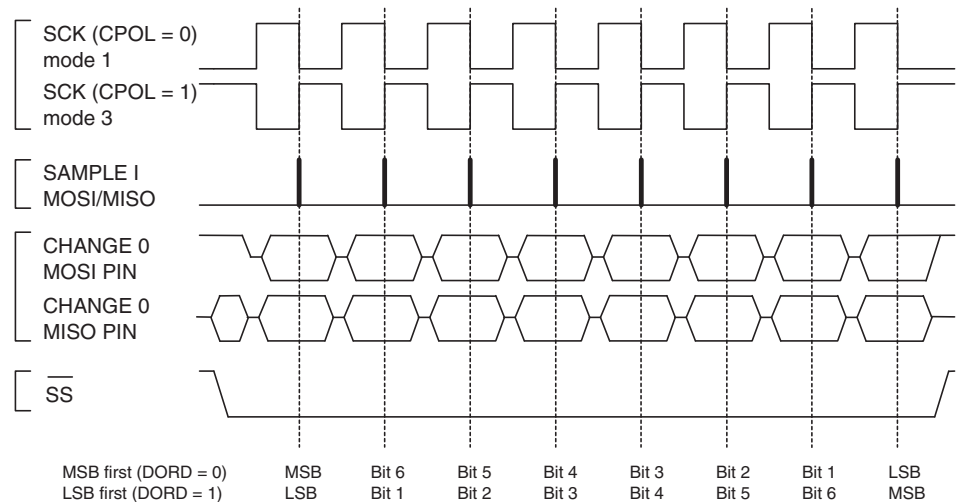 SCK (CPOL = 0)
mode 1
SCK (CPOL = 1)
mode 3
SAMPLE I
MOSI/MISO
CHANGE 0
MOSI PIN
CHANGE 0
MISO PIN
SS
MSB first (DORD = 0) MSB Bit 6 Bit 5 Bit 4 Bit 3 Bit 2 Bit 1 LSB
LSB first (DORD = 1) LSB Bit 1 Bit 2 Bit 3 Bit 4 Bit 5 Bit 6 MSB